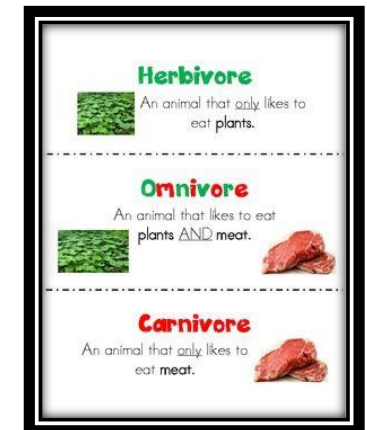 Herbivore
An animal that only likes to
eat plants.
Omnivore
An animal that likes to eat
plants AND meat.
Carnivore
An animal that only likes to
eat meat.